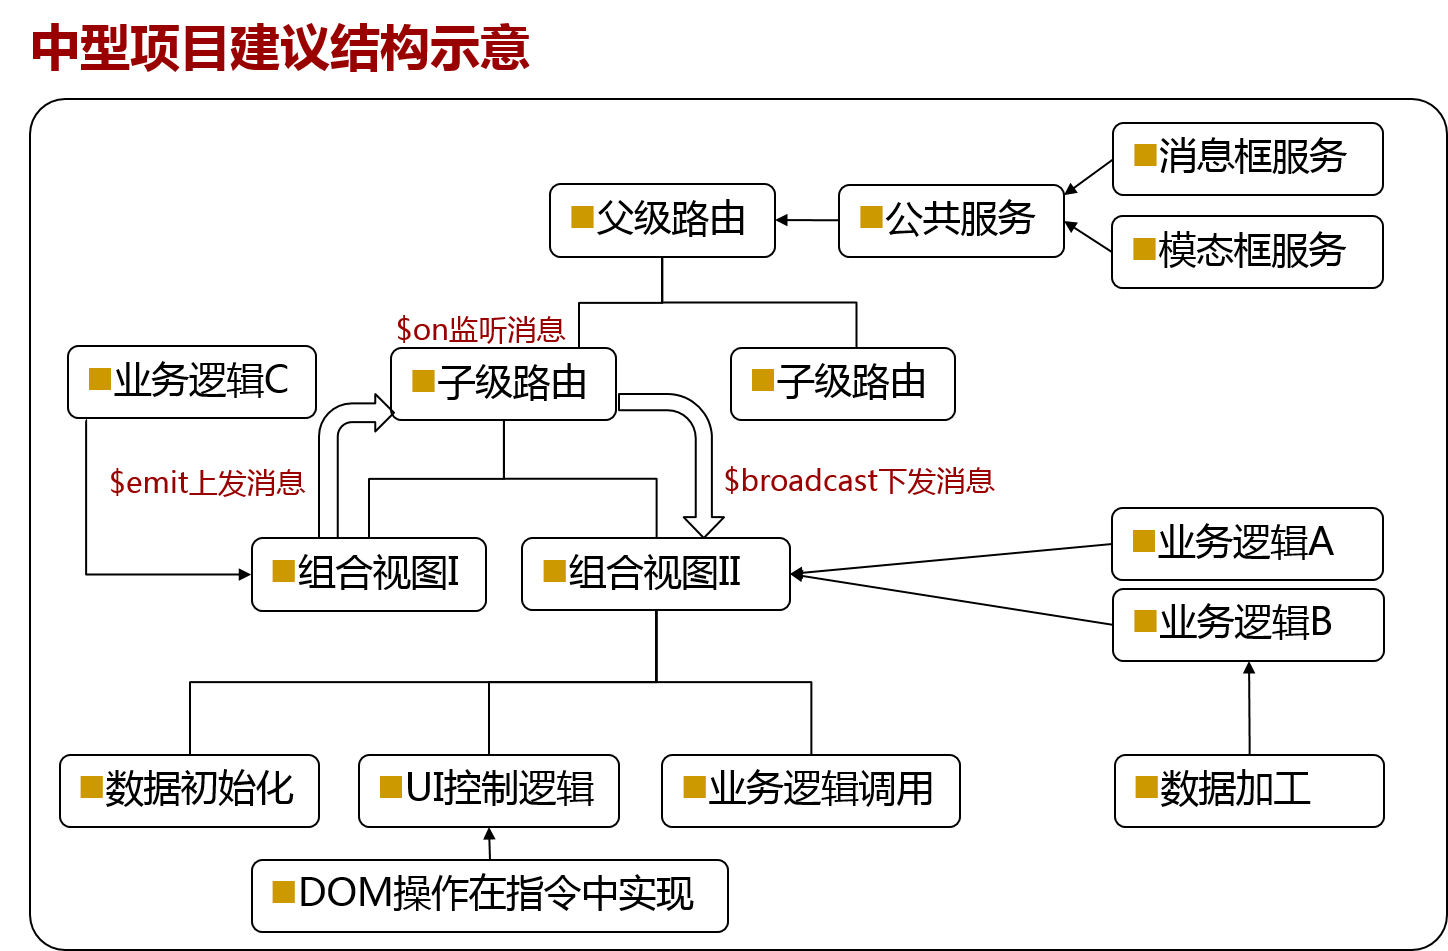 中型项目建议结构示意
消息框服务
父级路由
公共服务
模态框服务
$on监听消息
业务逻辑C
子级路由
子级路由
$emit上发消息
$broadcast下发消息
组合视图I
组合视图II
业务逻辑A
业务逻辑B
数据初始化
UI控制逻辑
业务逻辑调用
数据加工
DOM操作在指令中实现